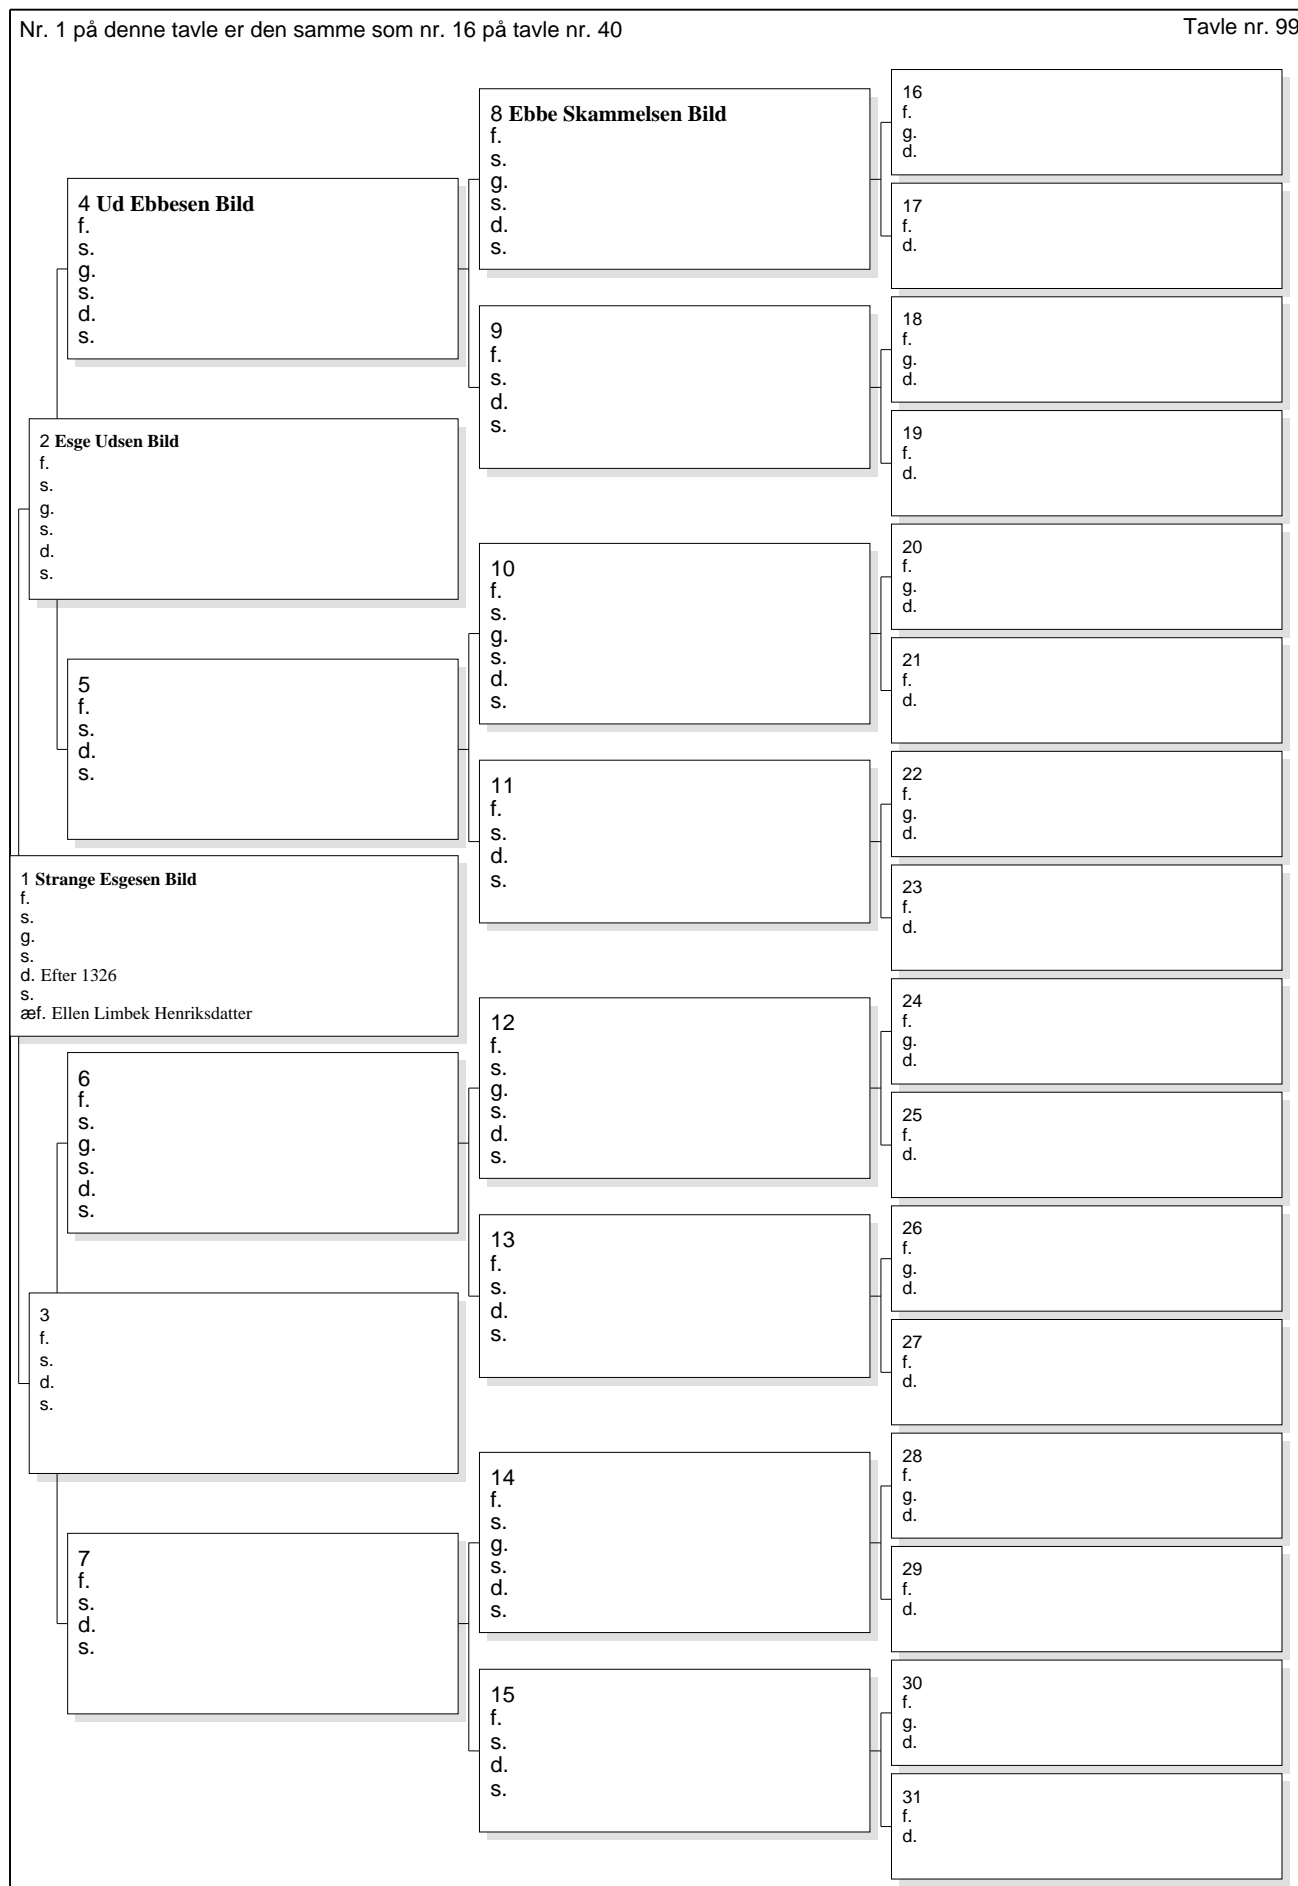 Nr. 1 på denne tavle er den samme som nr. 16 på tavle nr. 40
Tavle nr. 99
1 Strange Esgesen Bild
f.
s.
g.
s.
d. Efter 1326
s.
æf. Ellen Limbek Henriksdatter
2 Esge Udsen Bild
f.
s.
g.
s.
d.
s.
3
f.
s.
d.
s.
4 Ud Ebbesen Bild
f.
s.
g.
s.
d.
s.
5
f.
s.
d.
s.
6
f.
s.
g.
s.
d.
s.
7
f.
s.
d.
s.
8 Ebbe Skammelsen Bild
f.
s.
g.
s.
d.
s.
9
f.
s.
d.
s.
10
f.
s.
g.
s.
d.
s.
11
f.
s.
d.
s.
12
f.
s.
g.
s.
d.
s.
13
f.
s.
d.
s.
14
f.
s.
g.
s.
d.
s.
15
f.
s.
d.
s.
16
f.
g.
d.
17
f.
d.
18
f.
g.
d.
19
f.
d.
20
f.
g.
d.
21
f.
d.
22
f.
g.
d.
23
f.
d.
24
f.
g.
d.
25
f.
d.
26
f.
g.
d.
27
f.
d.
28
f.
g.
d.
29
f.
d.
30
f.
g.
d.
31
f.
d.